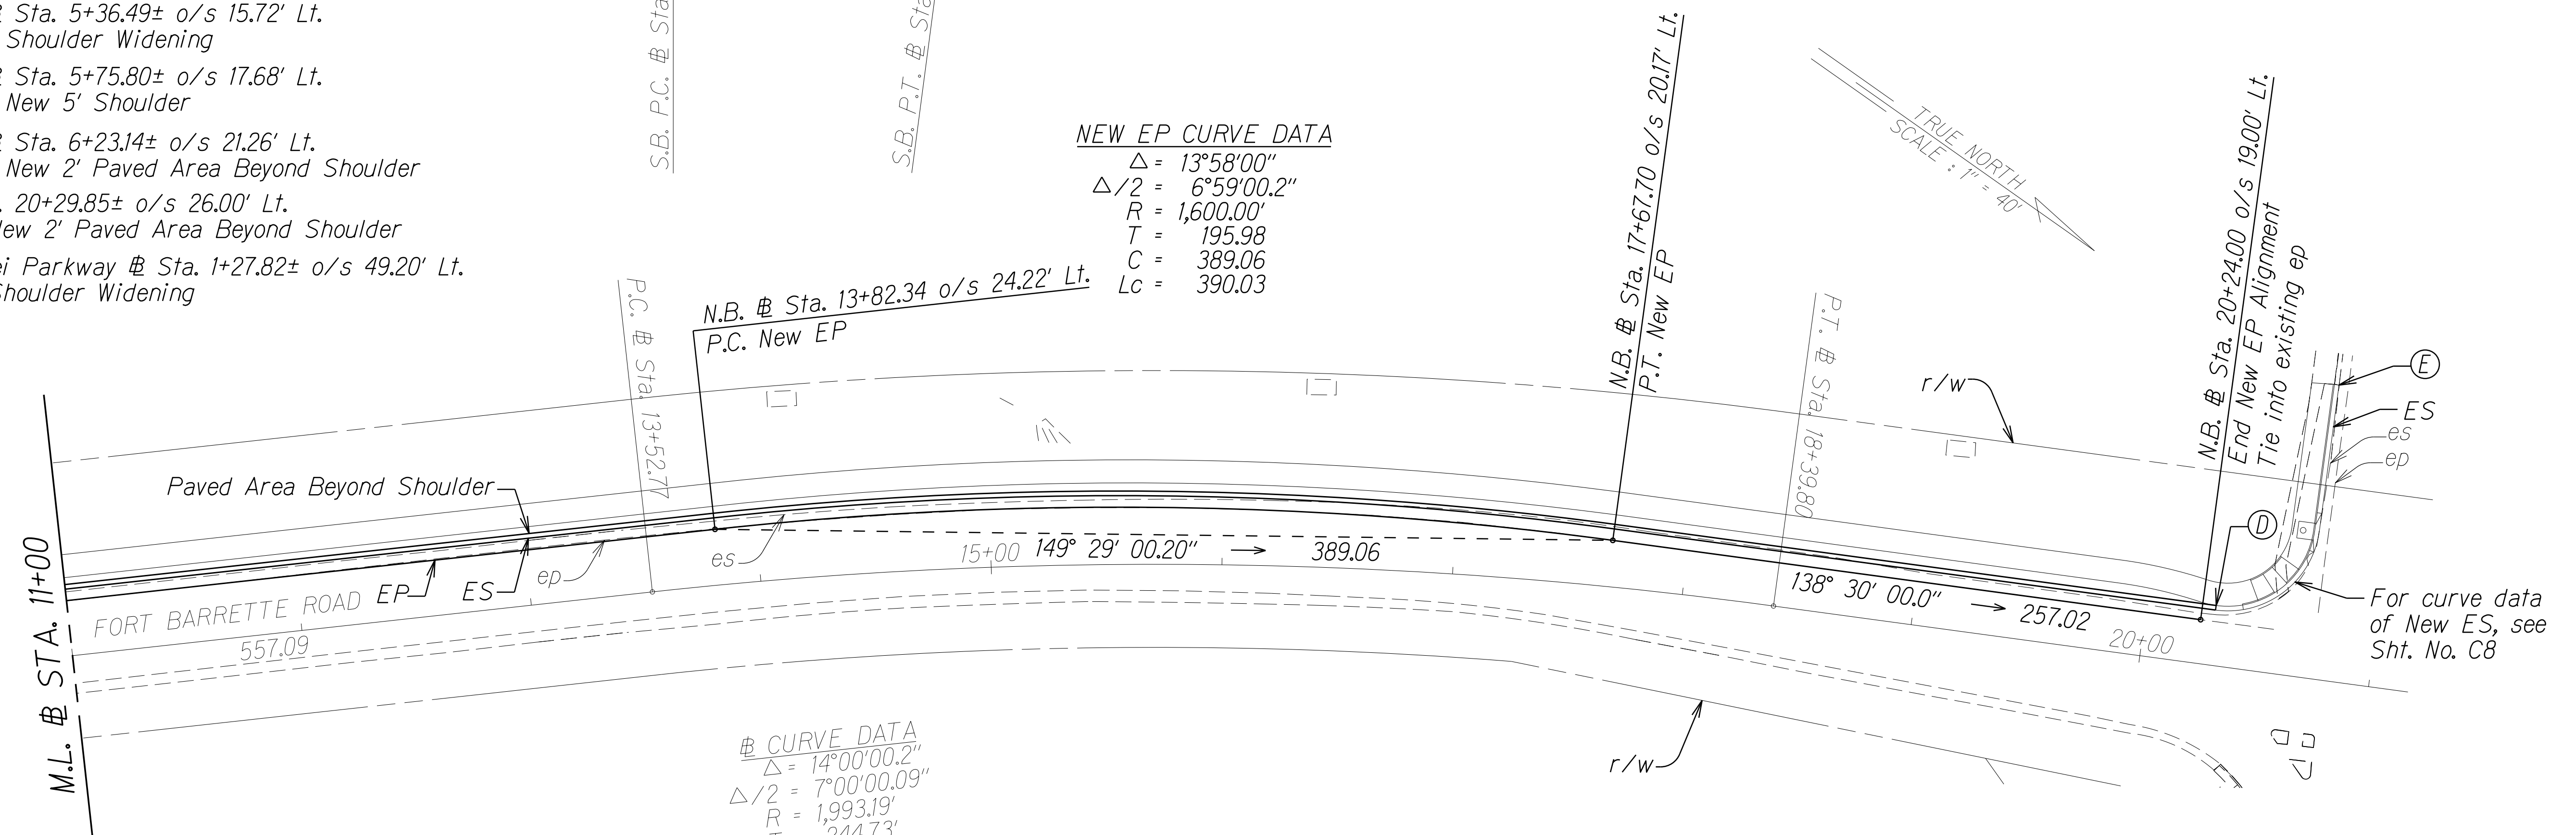 Sta. 5+36.49± o/s 15.72' Lt.
Shoulder Widening
Sta. 5+75.80± o/s 17.68' Lt.
New 5' Shoulder
Sta. 6+23.14± o/s 21.26' Lt.
New 2' Paved Area Beyond Shoulder
. 20+29.85± o/s 26.00' Lt.
New 2' Paved Area Beyond Shoulder
Parkway ℄ Sta. 1+27.82± o/s 49.20' Lt.
Shoulder Widening
S.B. P.C. ℄ Sta
S.B. P.T. ℄ Sta
NEW EP CURVE DATA
Δ = 13°58'00"
Δ/2 = 6°59'00.2"
R = 1,600.00'
T = 195.98
C = 389.06
Lc = 390.03
N.B. ℄ Sta. 13+82.34 o/s 24.22' Lt.
P.C. New EP
P.C. ℄ Sta. 13+52.77
N.B. ℄ Sta. 17+67.70 o/s 20.17' Lt.
P.T. New EP
P.T. ℄ Sta. 18+39.80
TRUE NORTH
SCALE : 1" = 40'
N.B. ℄ Sta. 20+24.00 o/s 19.00' Lt.
End New EP Alignment
Tie into existing ep
r/w
E
ES
es
ep
D
Paved Area Beyond Shoulder
M.L. ℄ STA. 11+00
FORT BARRETTE ROAD
557.09
EP
ES
ep
es
15+00
149° 29' 00.20"
389.06
138° 30' 00.0"
257.02
20+00
For curve data
of New ES, see
Sht. No. C8
r/w
℄ CURVE DATA
Δ = 14°00'00.2"
Δ/2 = 7°00'00.09"
R = 1,993.19'
244.73'